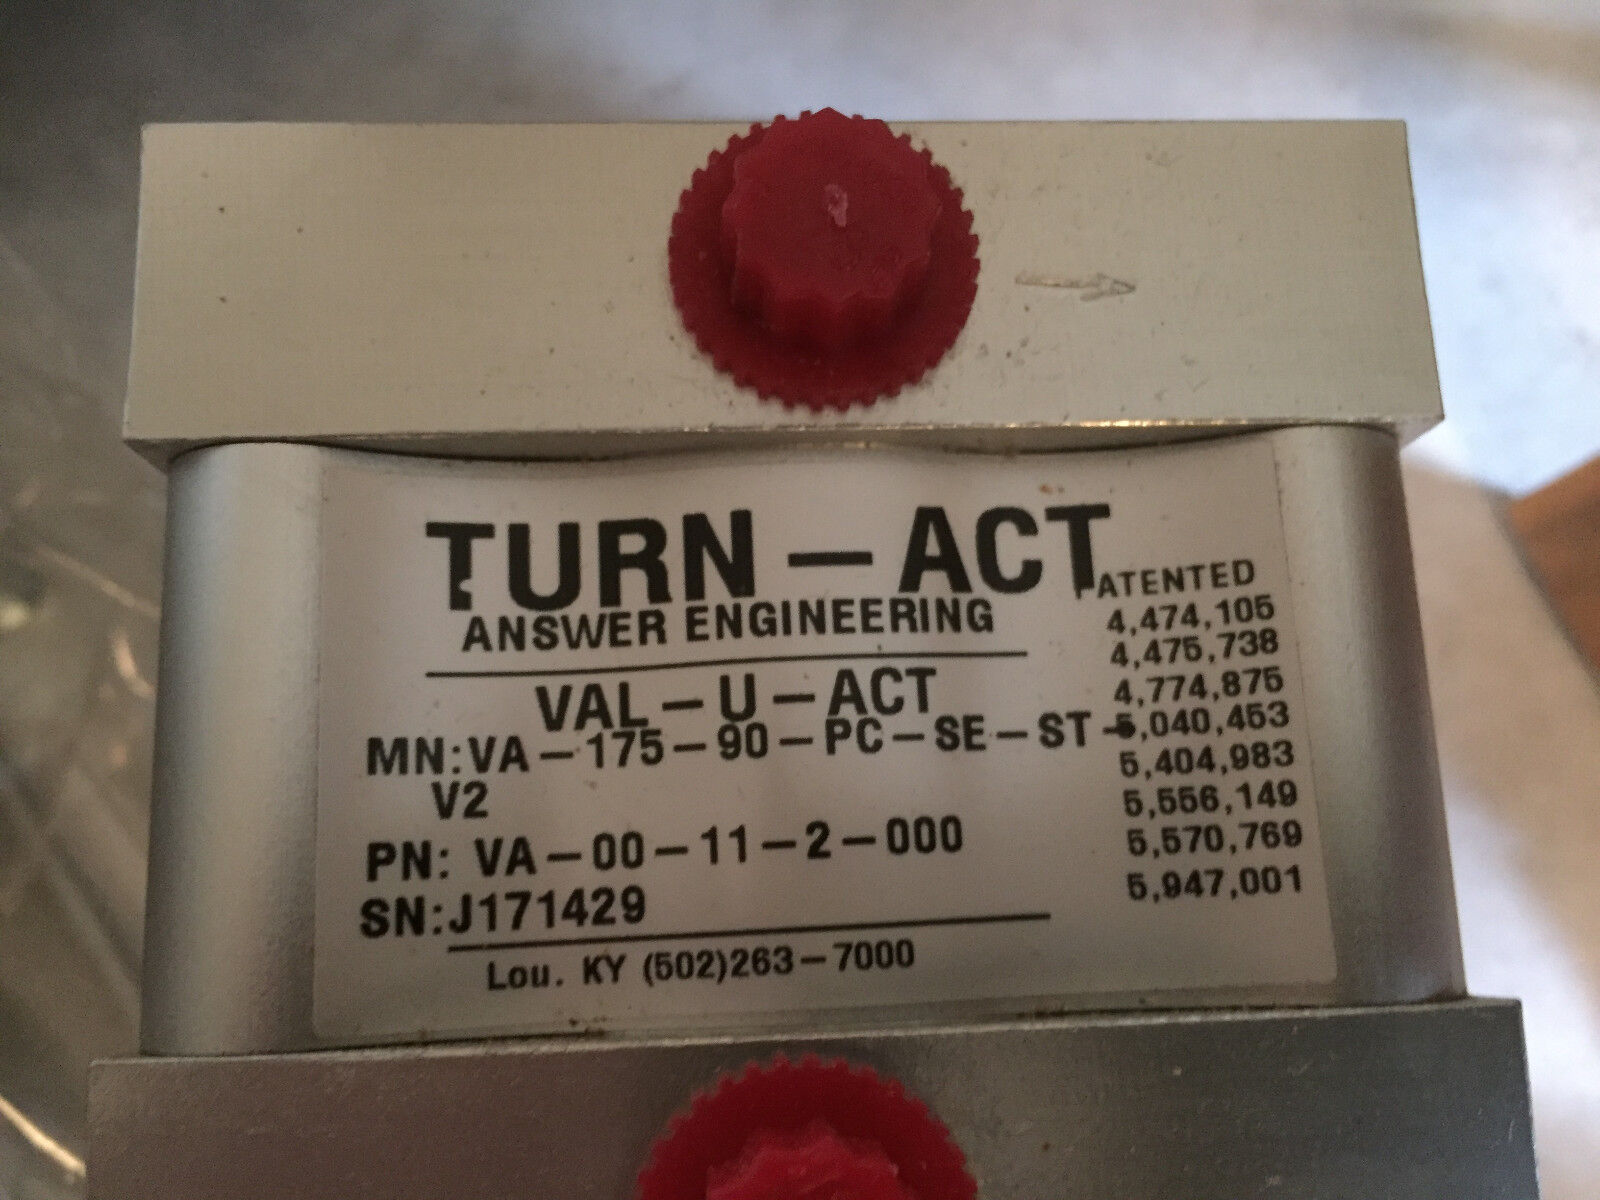 TURN-ACT
ANSWER ENGINEERING
VAL-U-ACT
MN:VA-175-90-PC-SE-ST-
V2
PN: VA-00-11-2-000
SN:J171429
Lou. KY (502)263-7000
PATENTED
4,474,105
4,475,738
4,774,875
5,040,453
5,404,983
5,556,149
5,570,769
5,947,001